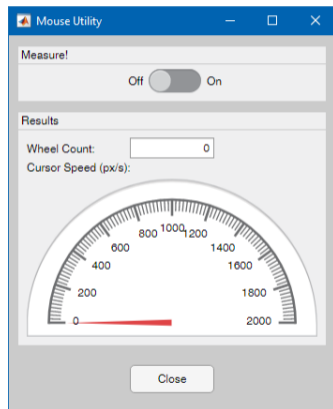 Mouse Utility
Measure!
Off On
Results
Wheel Count: 0
Cursor Speed (px/s):
800 1000 1200
600 1400
400 1600
200 1800
0 2000
Close